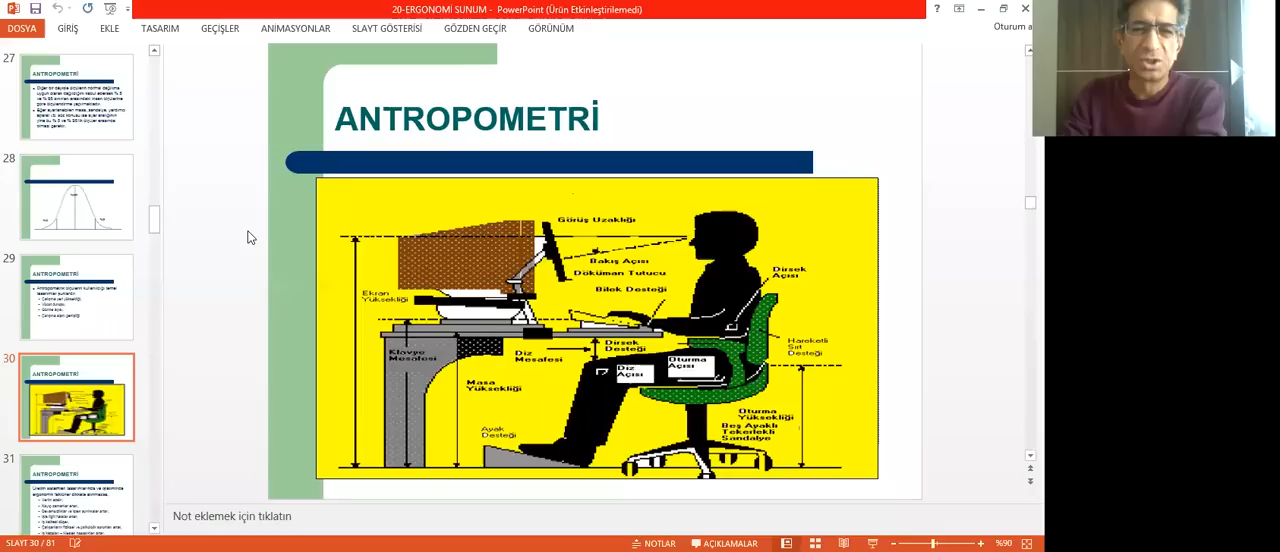 20-ERGONOMİ SUNUM - PowerPoint (Ürün Etkinleştirilemedi)
DOSYA GİRİŞ EKLE TASARIM GEÇİŞLER ANİMASYONLAR SLAYT GÖSTERİSİ GÖZDEN GEÇİR GÖRÜNÜM Oturum a
27
ANTROPOMETRİ
28
29
ANTROPOMETRİ
30
ANTROPOMETRİ
31
ANTROPOMETRİ
ANTROPOMETRİ
Görüş Uzaklığı
Bakış Açısı
Döküman Tutucu
Dirsek
Açısı
Bilek Desteği
Ekran
Yüksekliği
Hareketli
Sırt
Desteği
Dirsek
Desteği
Klavye
Mesafesi
Diz
Mesafesi
Oturma
Açısı
Diz
Açısı
Masa
Yüksekliği
Oturma
Yüksekliği
Beş Ayaklı
Tekerlekli
Sandalye
Ayak
Desteği
Not eklemek için tıklatın
SLAYT 30 / 81 NOTLAR AÇIKLAMALAR %90